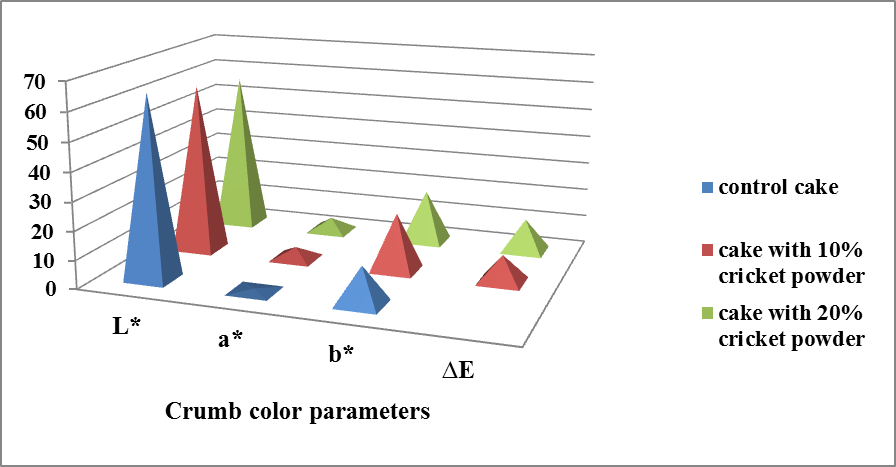 70
60
50
40
30
20
10
0
L*
a*
b*
ΔE
Crumb color parameters
control cake
cake with 10%
cricket powder
cake with 20%
cricket powder